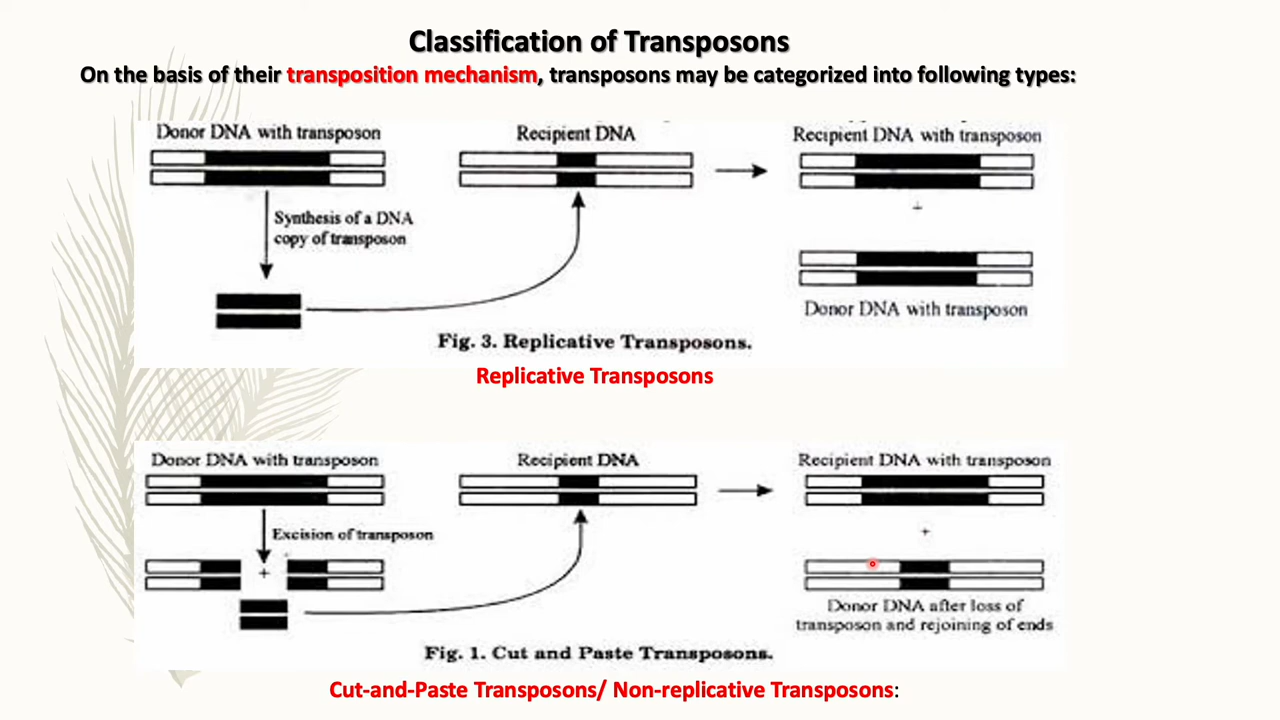 Classification of Transposons
On the basis of their transposition mechanism, transposons may be categorized into following types:
Donor DNA with transposon
Recipient DNA
Recipient DNA with transposon
Synthesis of a DNA
copy of transposon
+
Donor DNA with transposon
Fig. 3. Replicative Transposons.
Replicative Transposons
Donor DNA with transposon
Recipient DNA
Recipient DNA with transposon
Excision of transposon
+
+
Donor DNA after loss of
transposon and rejoining of ends
Fig. 1. Cut and Paste Transposons.
Cut-and-Paste Transposons/ Non-replicative Transposons: